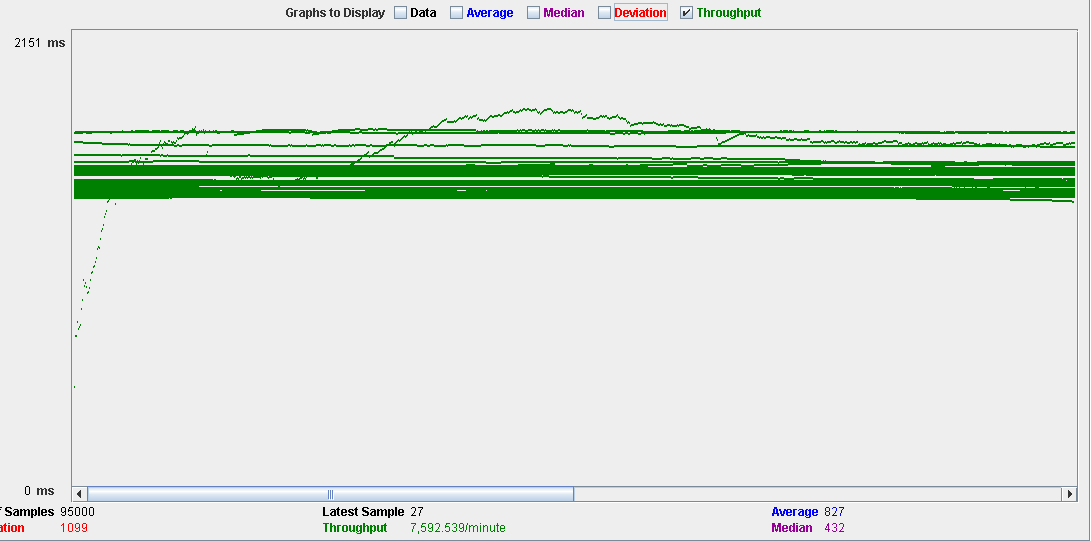 Graphs to Display Data Average Median Deviation Throughput
2151 ms
0 ms
f Samples 95000 Latest Sample 27 Average 827
ation 1099 Throughput 7,592.539/minute Median 432